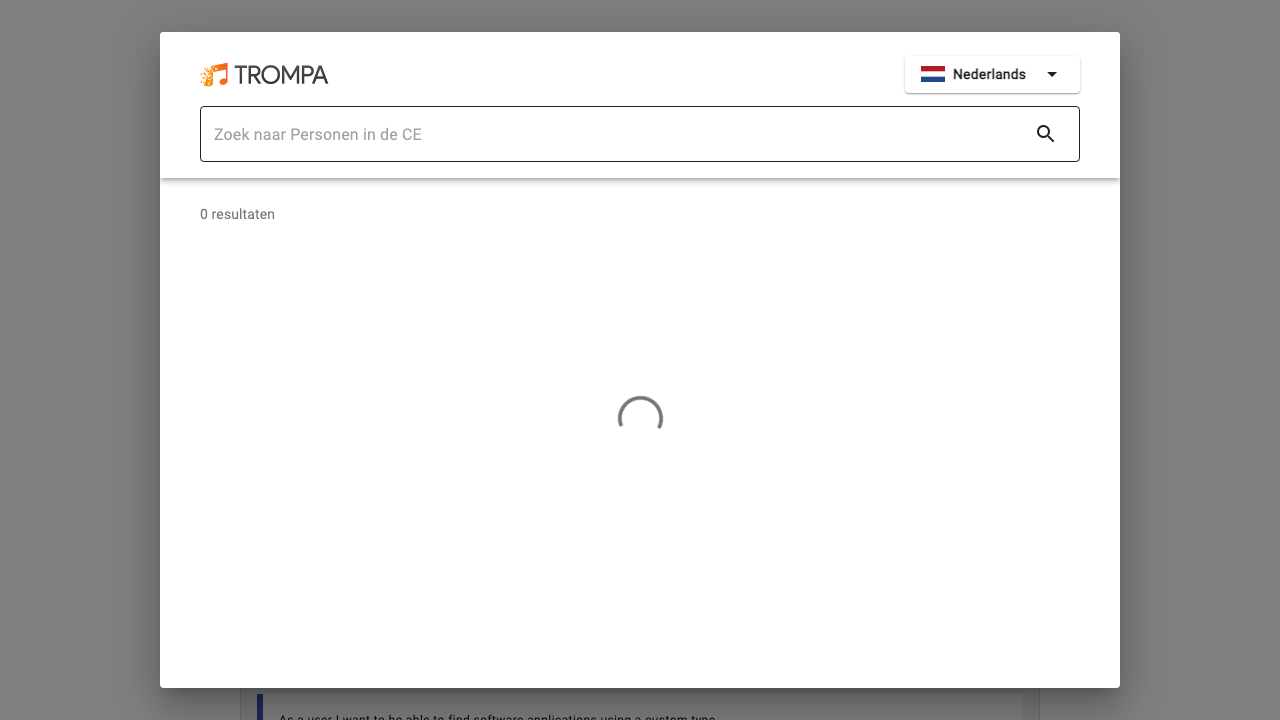 TROMPA
Nederlands
Zoek naar Personen in de CE
0 resultaten
As a user I want to be able to find software applications using a custom type